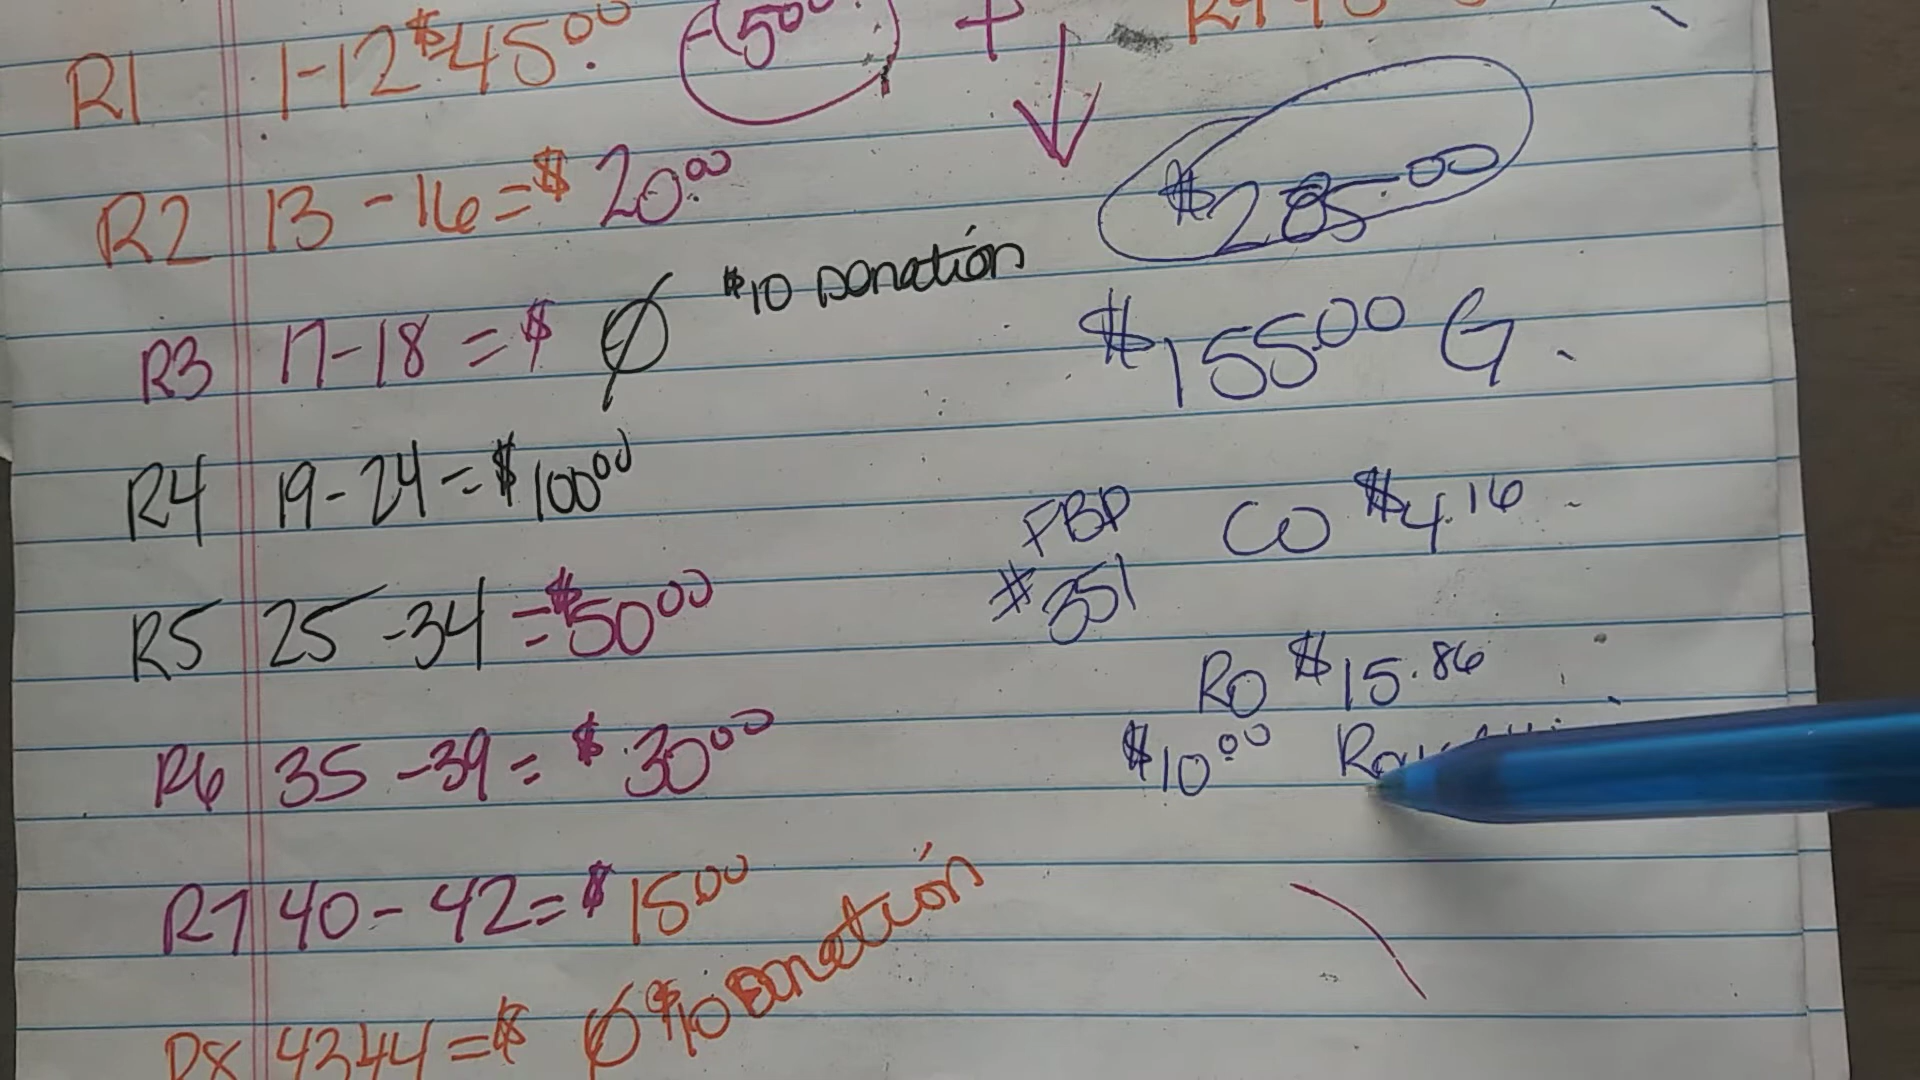 R1 1-12 $45.00
R2 13 - 16 = $ 20.00
$285.00
R3 17-18 = $ Ø $10 Donation
$155.00 G
R4 19-24 = $100.00
FBP CO $4.16
#351
R5 25-34 = $50.00
RO $15.86
R6 35-39 = $30.00
$10.00
R7 40-42 = $15.00
R8 43 44 = $ Ø $10 Donation